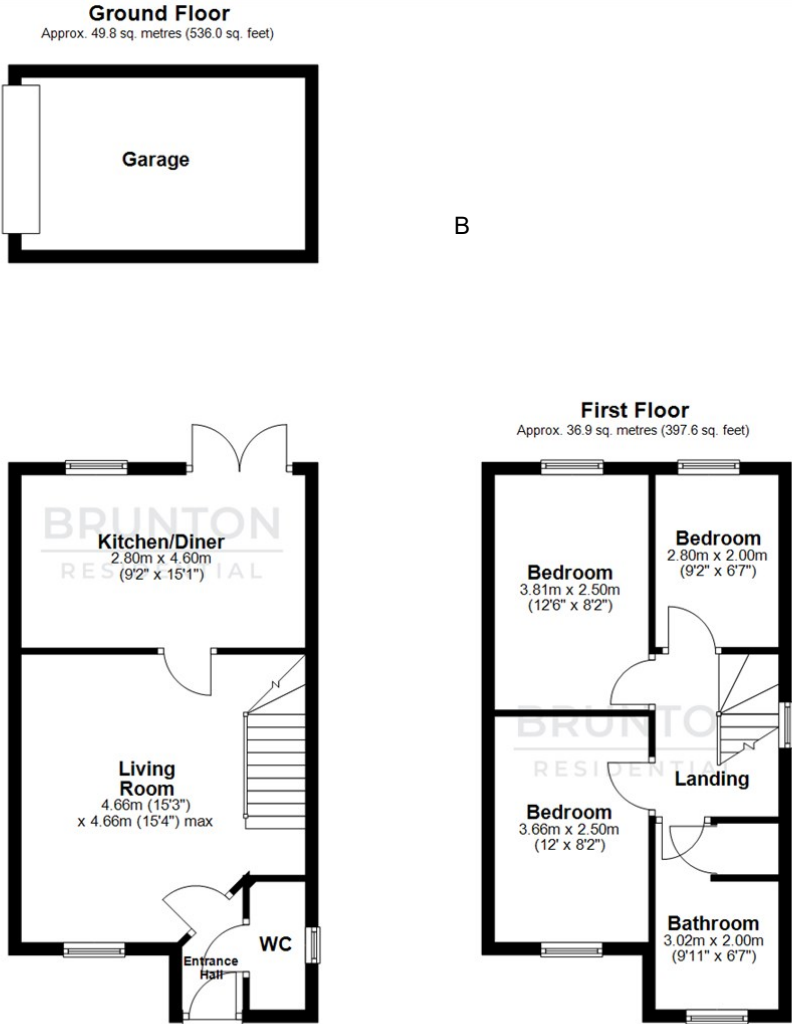 Ground Floor
Approx. 49.8 sq. metres (536.0 sq. feet)
Garage
B
First Floor
Approx. 36.9 sq. metres (397.6 sq. feet)
BRUNTON
RESIDENTIAL
Kitchen/Diner
2.80m x 4.60m
(9'2" x 15'1")
Bedroom
3.81m x 2.50m
(12'6" x 8'2")
Bedroom
2.80m x 2.00m
(9'2" x 6'7")
BRUNTON
RESIDENTIAL
Living
Room
4.66m (15'3")
x 4.66m (15'4") max
Landing
Bedroom
3.66m x 2.50m
(12' x 8'2")
Bathroom
3.02m x 2.00m
(9'11" x 6'7")
WC
Entrance
Hall